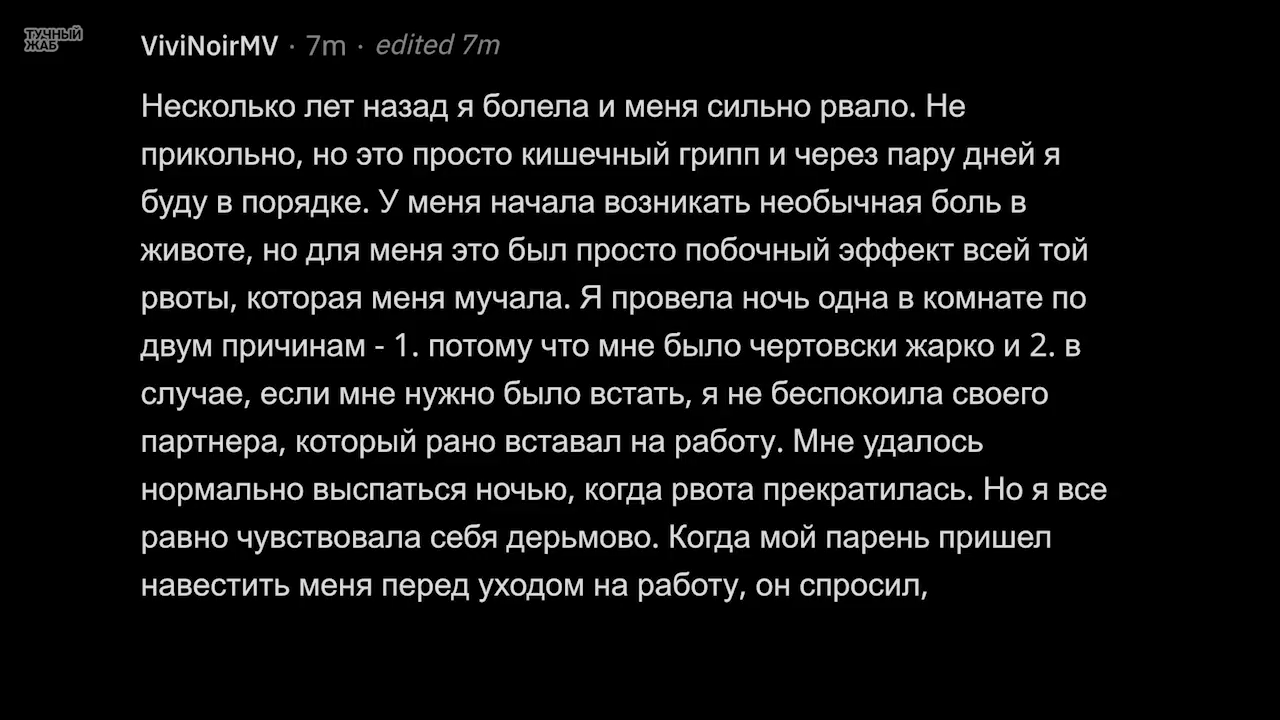 ТУЧНЫЙ
ЖАБ
ViviNoirMV · 7m · edited 7m
Несколько лет назад я болела и меня сильно рвало. Не
прикольно, но это просто кишечный грипп и через пару дней я
буду в порядке. У меня начала возникать необычная боль в
животе, но для меня это был просто побочный эффект всей той
рвоты, которая меня мучала. Я провела ночь одна в комнате по
двум причинам - 1. потому что мне было чертовски жарко и 2. в
случае, если мне нужно было встать, я не беспокоила своего
партнера, который рано вставал на работу. Мне удалось
нормально выспаться ночью, когда рвота прекратилась. Но я все
равно чувствовала себя дерьмово. Когда мой парень пришел
навестить меня перед уходом на работу, он спросил,